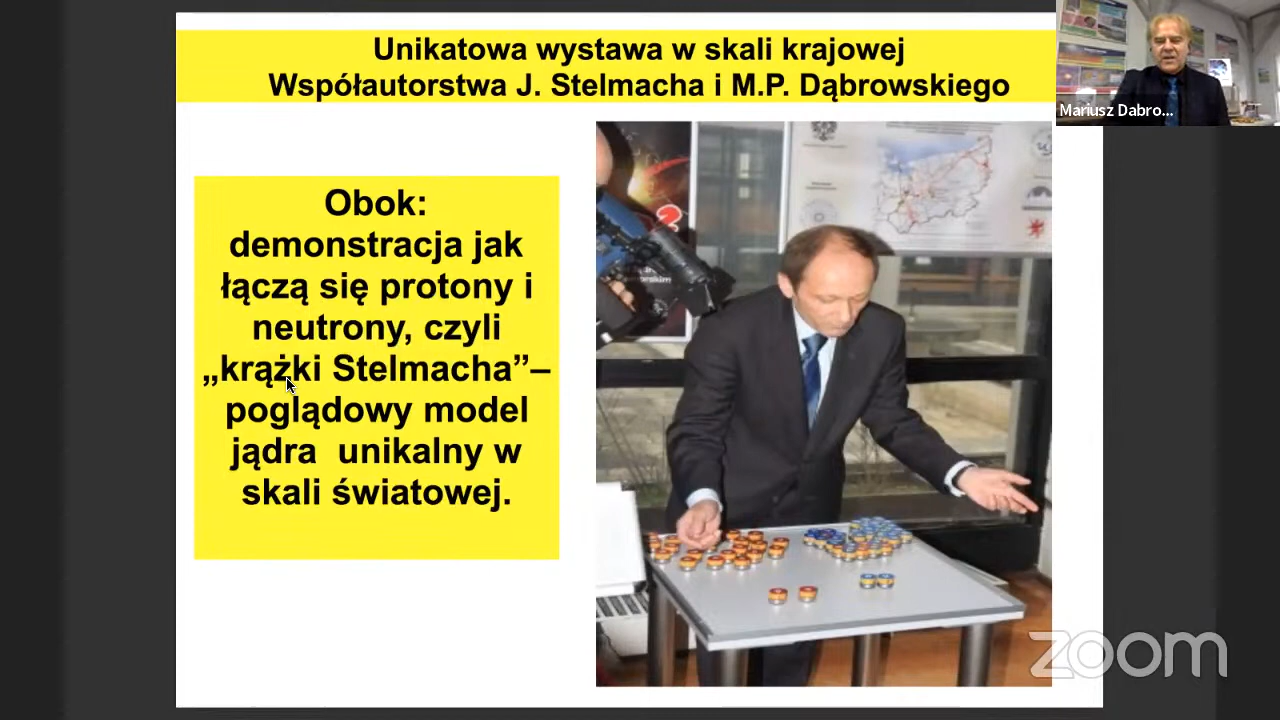 Unikatowa wystawa w skali krajowej
Współautorstwa J. Stelmacha i M.P. Dąbrowskiego
Mariusz Dabro...
Obok:
demonstracja jak
łączą się protony i
neutrony, czyli
„krążki Stelmacha”–
poglądowy model
jądra  unikalny w
skali światowej.
zoom